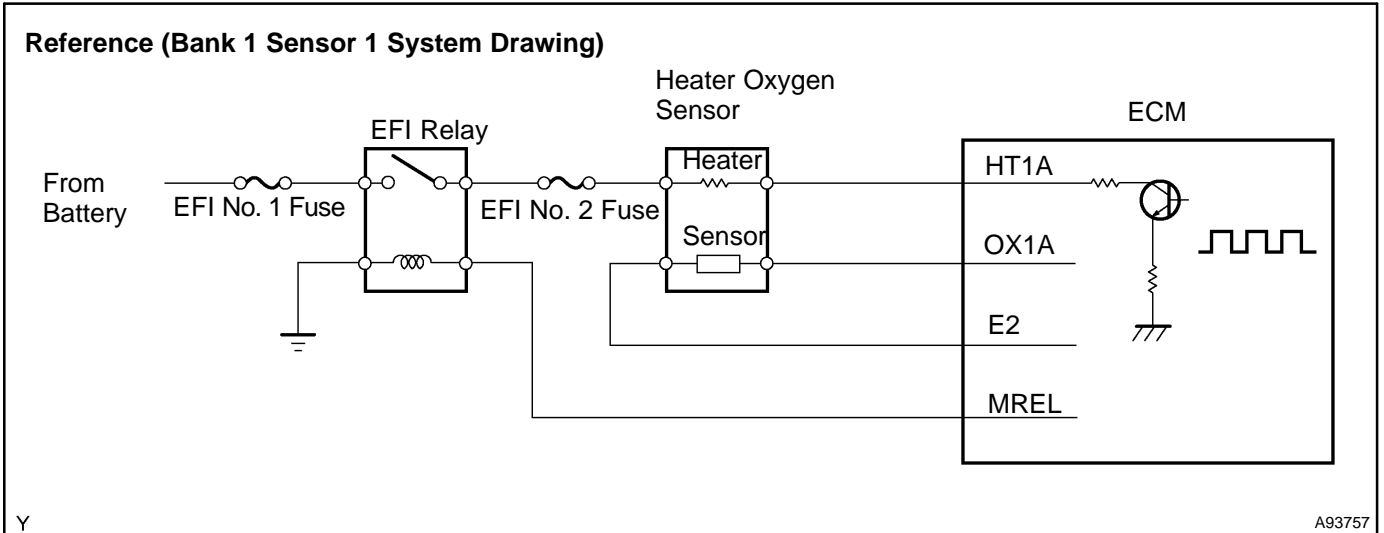 Reference (Bank 1 Sensor 1 System Drawing)
Heater Oxygen
Sensor
ECM
EFI Relay
Heater
HT1A
From
Battery
EFI No. 1 Fuse
EFI No. 2 Fuse
Sensor
OX1A
E2
MREL
Y
A93757